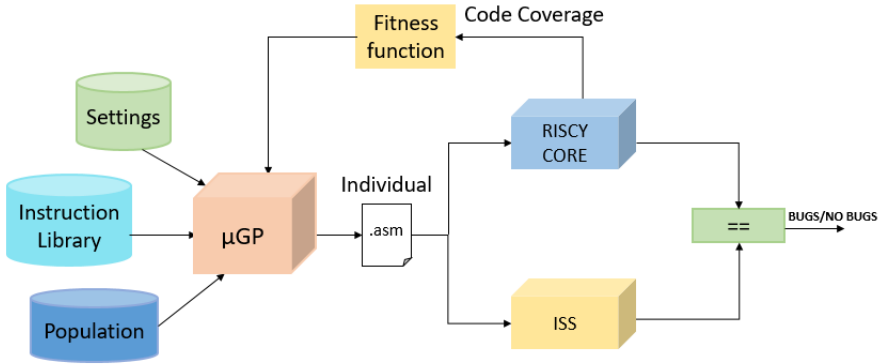 Fitness
function
Code Coverage
Settings
Instruction
Library
Population
µGP
Individual
.asm
RISCY
CORE
ISS
==
BUGS/NO BUGS